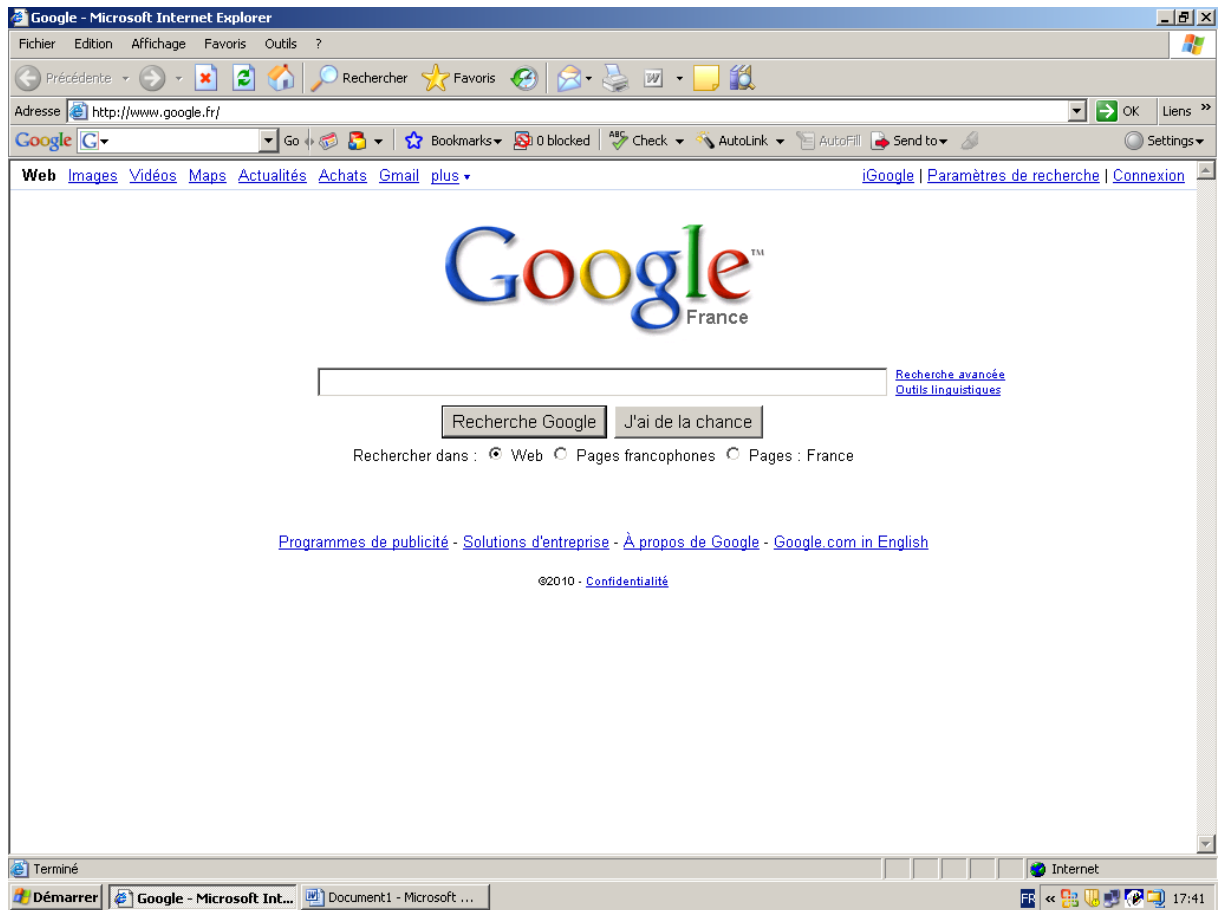 Google - Microsoft Internet Explorer
Fichier Edition Affichage Favoris Outils ?
Précédente Rechercher Favoris
Adresse http://www.google.fr/ OK Liens »
Google G Go Bookmarks 0 blocked ABC Check AutoLink AutoFill Send to Settings
Web Images Vidéos Maps Actualités Achats Gmail plus iGoogle | Paramètres de recherche | Connexion
Google™
France
Recherche avancée
Outils linguistiques
Recherche Google J'ai de la chance
Rechercher dans : Web Pages francophones Pages : France
Programmes de publicité - Solutions d'entreprise - À propos de Google - Google.com in English
©2010 - Confidentialité
Terminé Internet
Démarrer Google - Microsoft Int... Document1 - Microsoft ... FR « 17:41